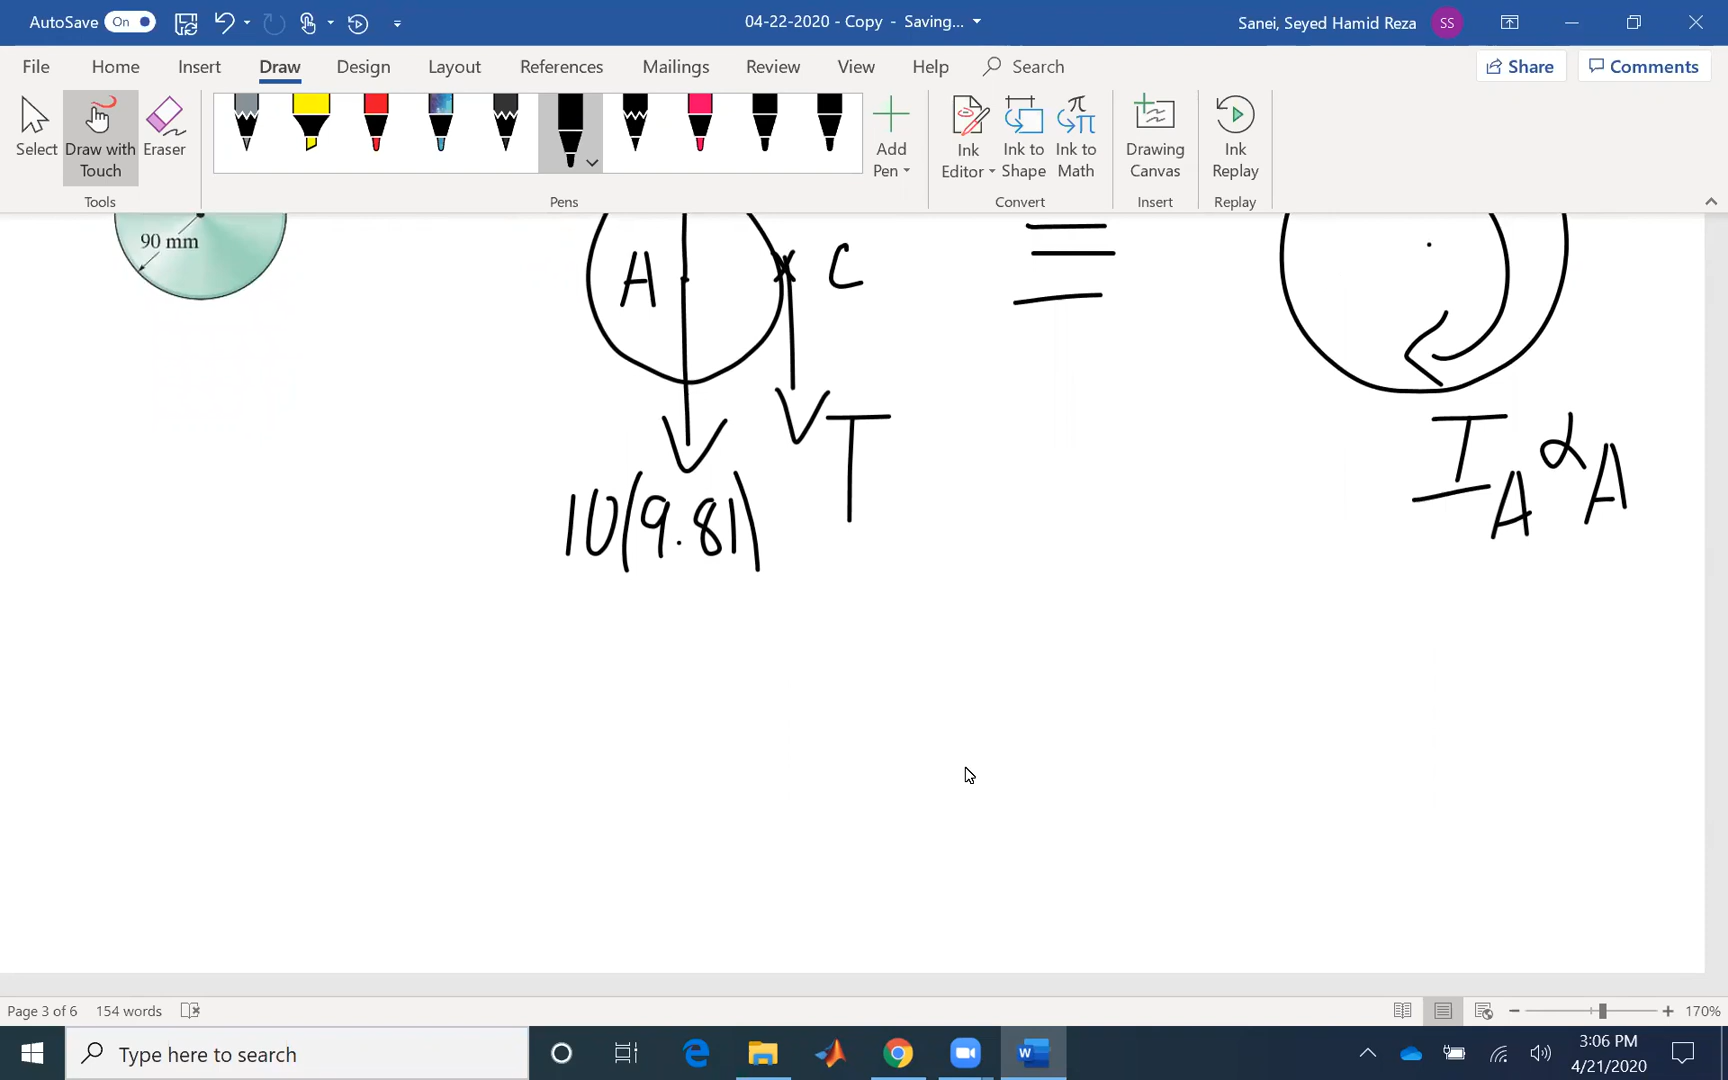 AutoSave On 04-22-2020 - Copy - Saving... Sanei, Seyed Hamid Reza SS
File Home Insert Draw Design Layout References Mailings Review View Help Search Share Comments
Select Draw with Touch Eraser Add Pen Ink Editor Ink to Shape Ink to Math Drawing Canvas Ink Replay
Tools Pens Convert Insert Replay
90 mm
A C
T
10(9.81)
I_A α_A
Page 3 of 6 154 words 170%
Type here to search 3:06 PM
4/21/2020